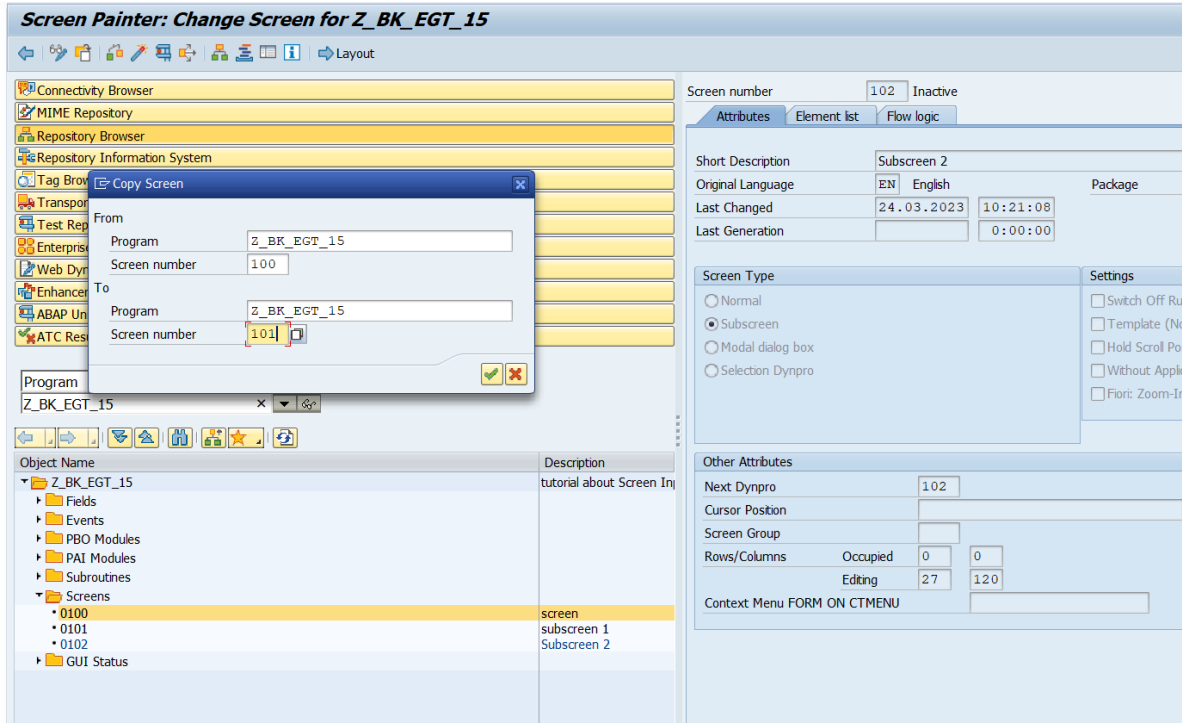 Screen Painter: Change Screen for Z_BK_EGT_15
Layout
Connectivity Browser
MIME Repository
Repository Browser
Repository Information System
Tag Brow
Transpor
Test Rep
Enterprise
Web Dyn
Enhancer
ABAP Un
ATC Resu
Copy Screen
From
Program Z_BK_EGT_15
Screen number 100
To
Program Z_BK_EGT_15
Screen number 101
Program
Z_BK_EGT_15
Object Name Description
Z_BK_EGT_15 tutorial about Screen Inp
Fields
Events
PBO Modules
PAI Modules
Subroutines
Screens
0100 screen
0101 subscreen 1
0102 Subscreen 2
GUI Status
Screen number 102 Inactive
Attributes Element list Flow logic
Short Description Subscreen 2
Original Language EN English Package
Last Changed 24.03.2023 10:21:08
Last Generation 0:00:00
Screen Type
Normal
Subscreen
Modal dialog box
Selection Dynpro
Settings
Switch Off Ru
Template (No
Hold Scroll Po
Without Appli
Fiori: Zoom-In
Other Attributes
Next Dynpro 102
Cursor Position
Screen Group
Rows/Columns Occupied 0 0
Editing 27 120
Context Menu FORM ON CTMENU